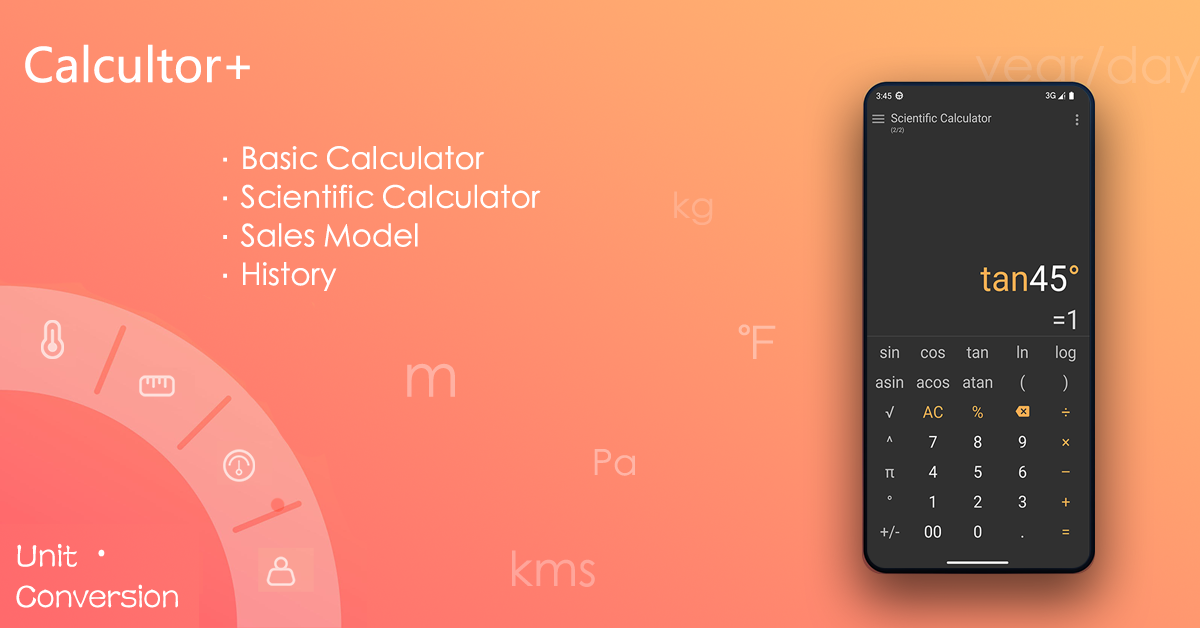 Calcultor+
year/day
· Basic Calculator
· Scientific Calculator
· Sales Model
· History
kg
°F
m
Pa
kms
Unit ·
Conversion
3:45
3G
Scientific Calculator
(2/2)
tan45°
=1
sin cos tan ln log
asin acos atan ( )
√ AC % ÷
^ 7 8 9 ×
π 4 5 6 −
° 1 2 3 +
+/- 00 0 . =